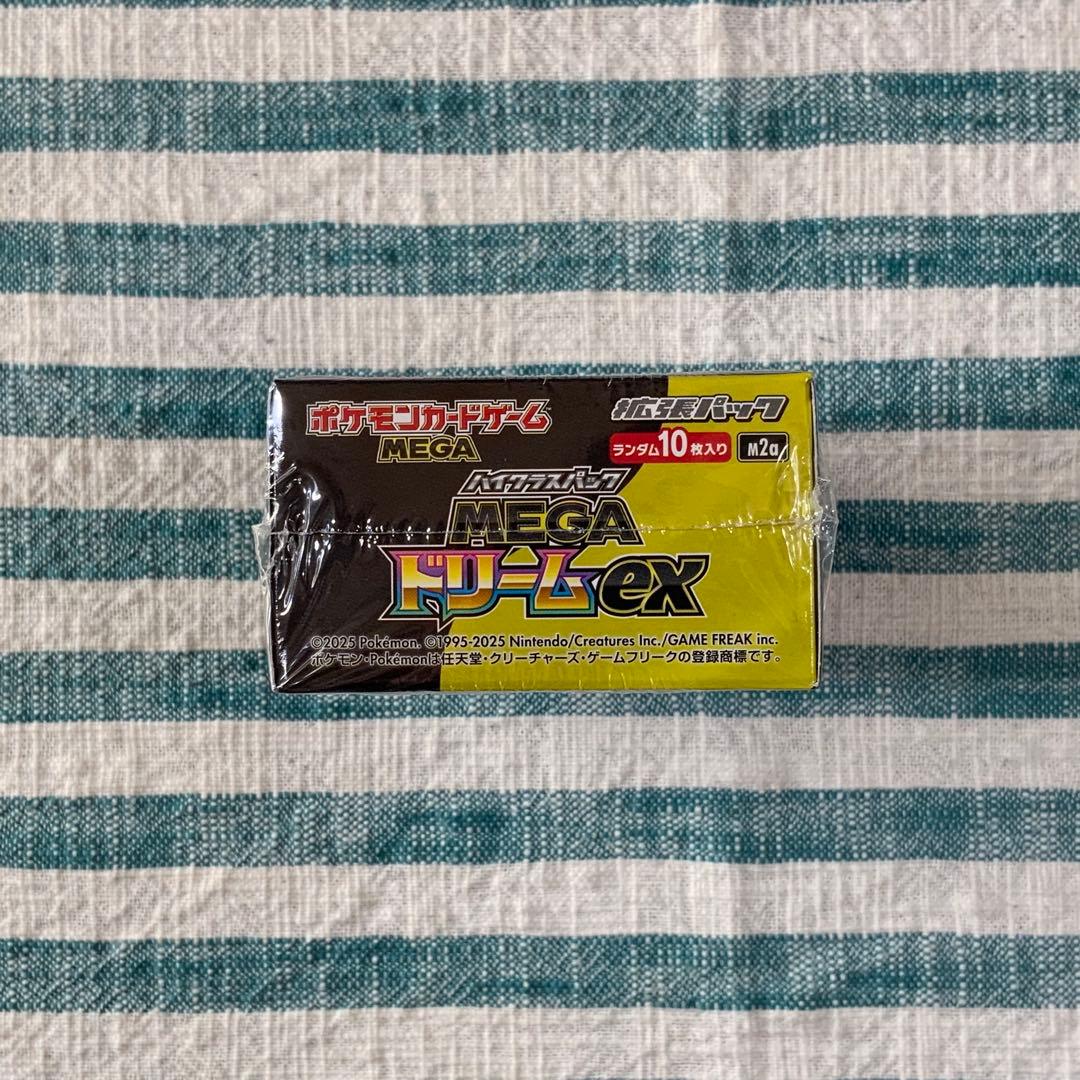 ポケモンカードゲーム
MEGA
拡張パック
ランダム10枚入り M2a
ハイクラスパック
MEGA
ドリームex
©2025 Pokémon. ©1995-2025 Nintendo/Creatures Inc./GAME FREAK inc.
ポケモン・Pokémonは任天堂・クリーチャーズ・ゲームフリークの登録商標です。